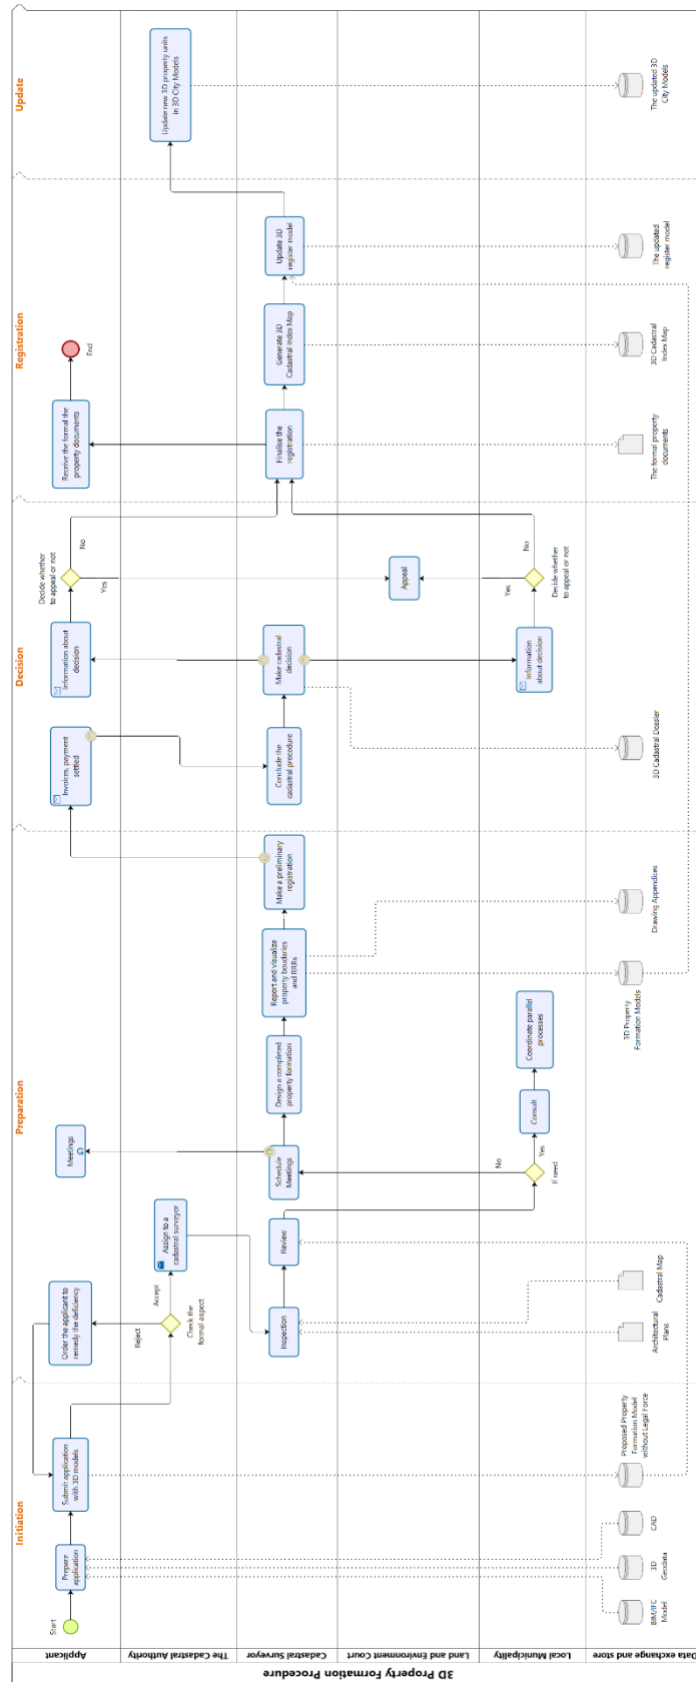 3D Property Formation Procedure
Initiation
Preparation
Decision
Registration
Update
Applicant
Start
Prepare
application
Submit application
with 3D models
Order the applicant to
remedy the deficiency
Meetings
Invoices, payment
settled
Information about
decision
Decide whether
to appeal or not
No
Yes
Receive the formal the
property documents
End
The Cadastral Authority
Reject
Accept
Check the
formal aspect
Assign to a
cadastral surveyor
Update new 3D property units
in 3D City Models
Cadastral Surveyor
Inspection
Review
Schedule
Meetings
Design a completed
property formation
Report and visualize
property boudaries
and RRRs
Make a preliminary
registration
Conclude the
cadastral procedure
Make cadastral
decision
Finalise the
registration
Generate 3D
Cadastral Index Map
Update 3D
register model
Land and Environment Court
Appeal
Local Municipality
No
Yes
If need
Consult
Coordinate parallel
processes
Information
about decision
Yes
No
Decide whether
to appeal or not
Data exchange and store
BIM/IFC
Model
3D
Geodata
CAD
Proposed Property
Formation Model
without Legal Force
Architectural
Plans
Cadastral Map
3D Property
Formation Models
Drawing Appendices
3D Cadastral Dossier
The formal property
documents
3D Cadastral
Index Map
The updated
register model
The updated 3D
City Models